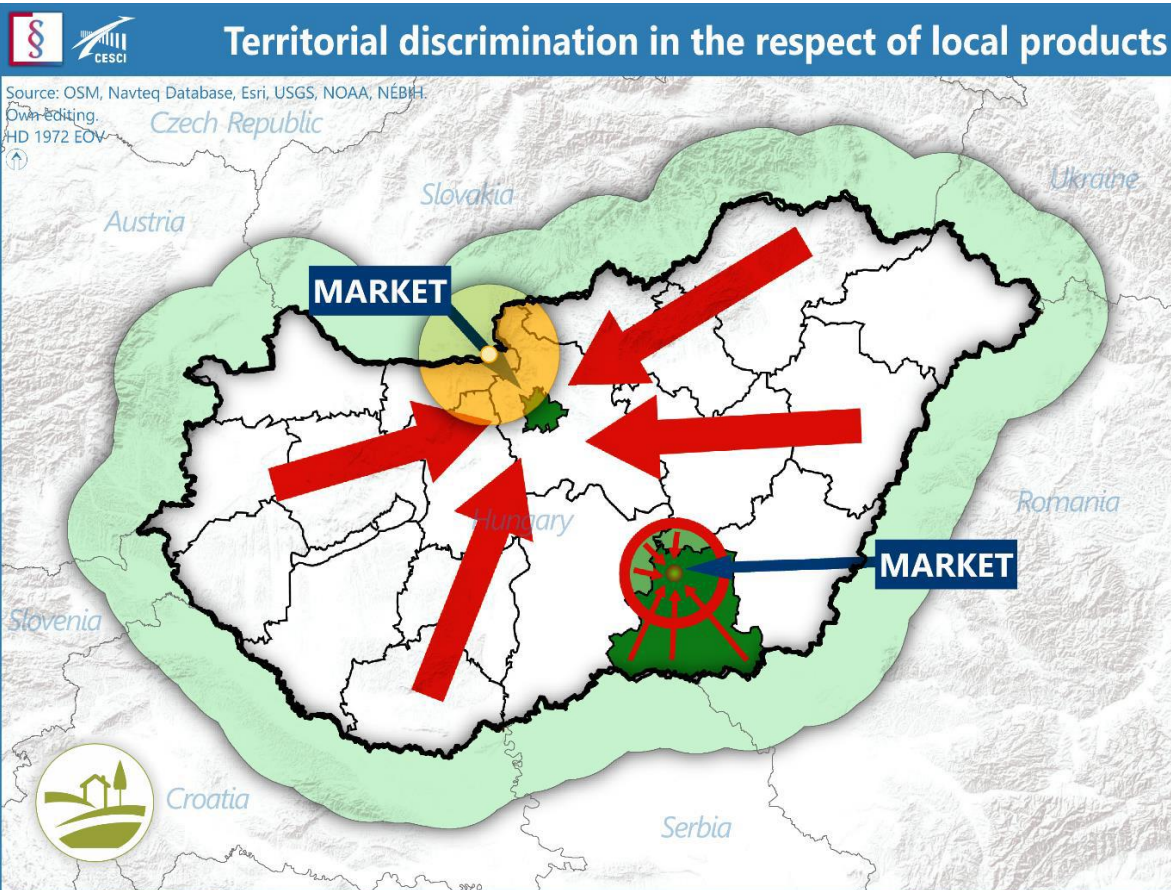 §
CESCI
Territorial discrimination in the respect of local products
Source: OSM, Navteq Database, Esri, USGS, NOAA, NÉBIH.
Own editing.
HD 1972 EOV
Czech Republic
Slovakia
Ukraine
Austria
MARKET
Hungary
Romania
MARKET
Slovenia
Croatia
Serbia